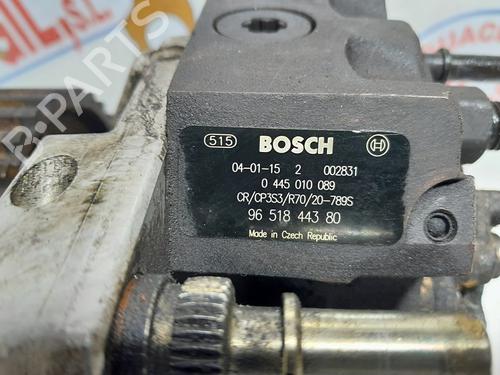 515 BOSCH
04-01-15 2 002831
0 445 010 089
CR/CP3S3/R70/20-789S
96 518 443 80
Made in Czech Republic
B-PARTS